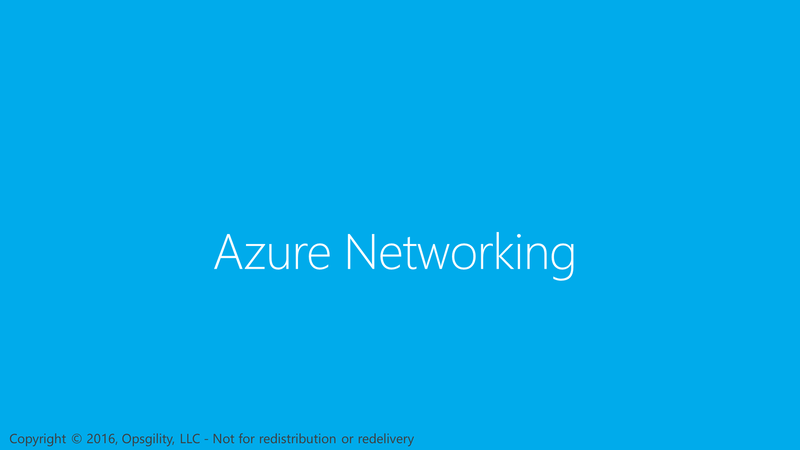 Azure Networking
Copyright © 2016, Opsgility, LLC - Not for redistribution or redelivery